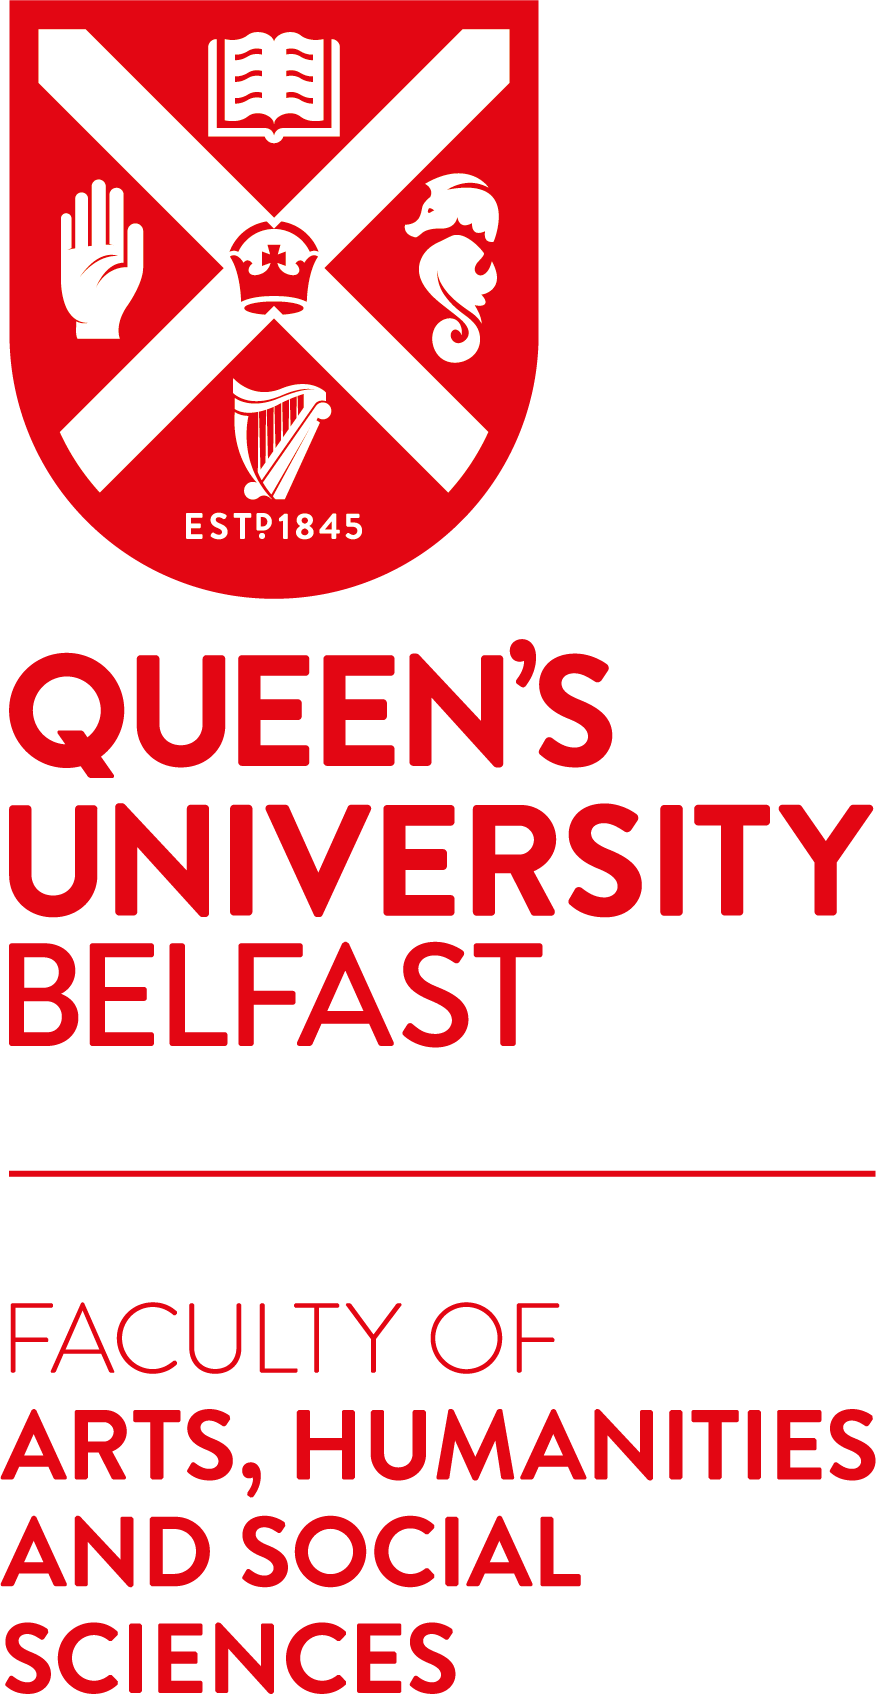 ESTD 1845
QUEEN'S
UNIVERSITY
BELFAST
FACULTY OF
ARTS, HUMANITIES
AND SOCIAL
SCIENCES